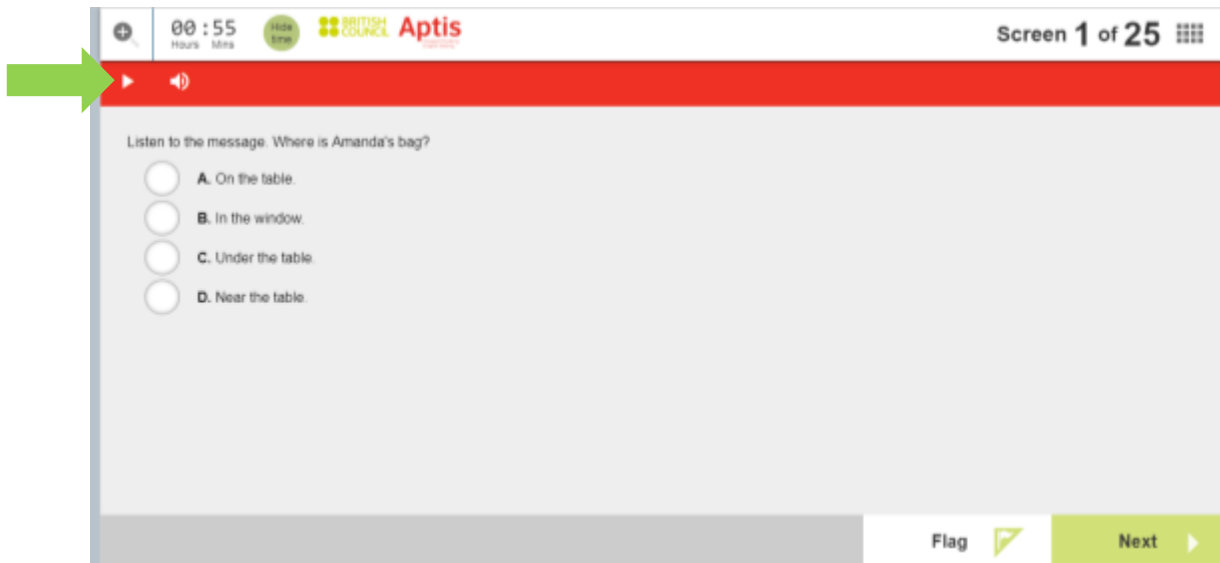 00:55
Hours Mins
Hide time
BRITISH COUNCIL
Aptis
Screen 1 of 25
Listen to the message. Where is Amanda's bag?
A. On the table.
B. In the window.
C. Under the table.
D. Near the table.
Flag
Next